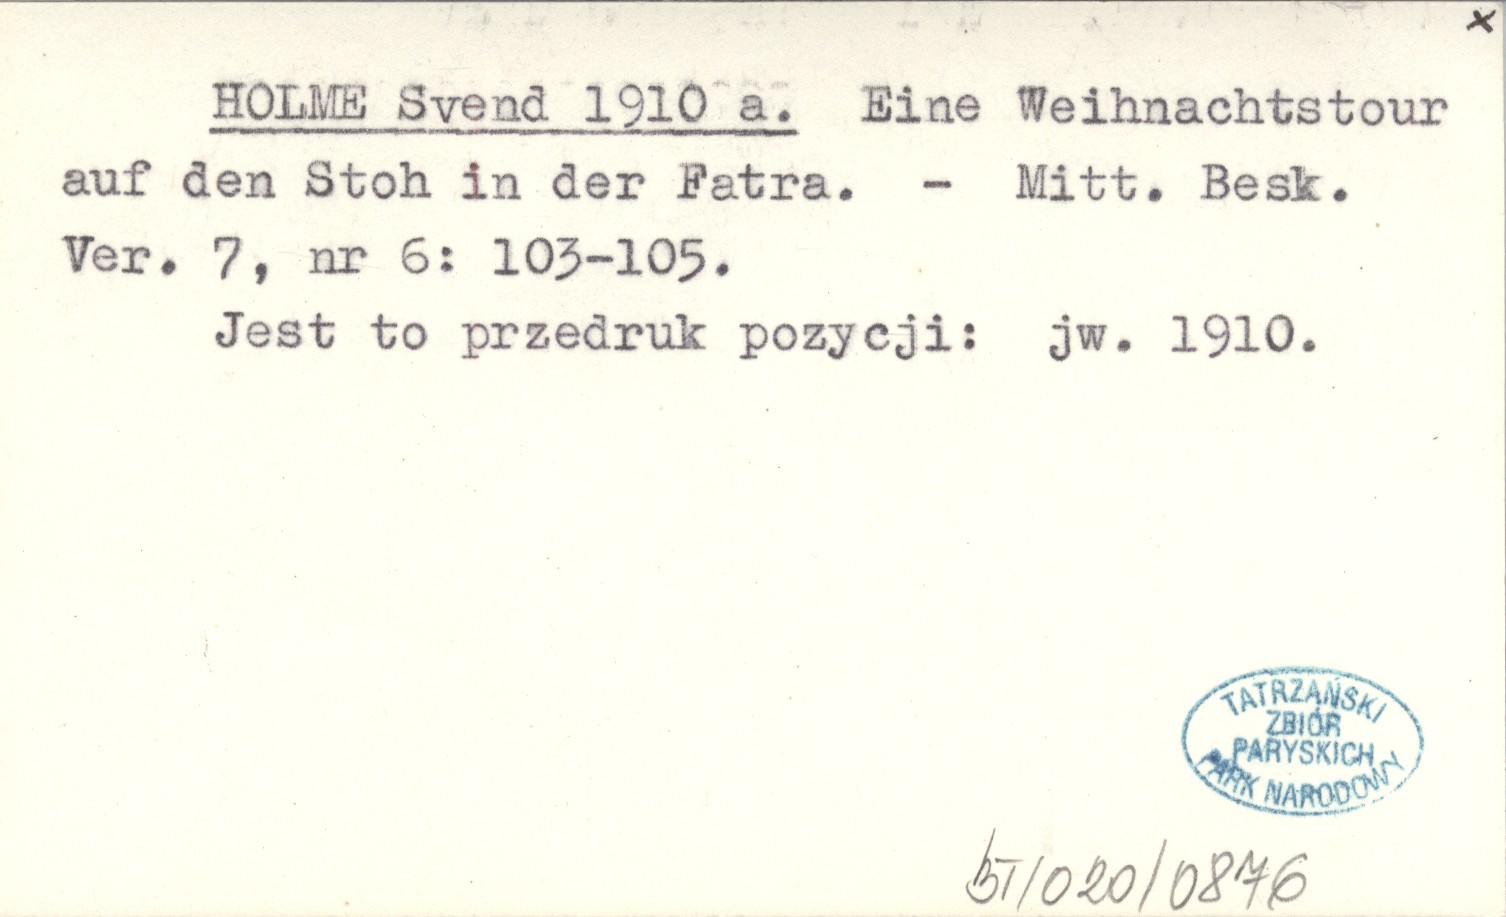 x
HOLME Svend 1910 a. Eine Weihnachtstour
auf den Stoh in der Fatra. - Mitt. Besk.
Ver. 7, nr 6: 103-105.
Jest to przedruk pozycji: jw. 1910.
TATRZAŃSKI
ZBIÓR
PARYSKICH
PARK NARODOWY
BT/020/0876